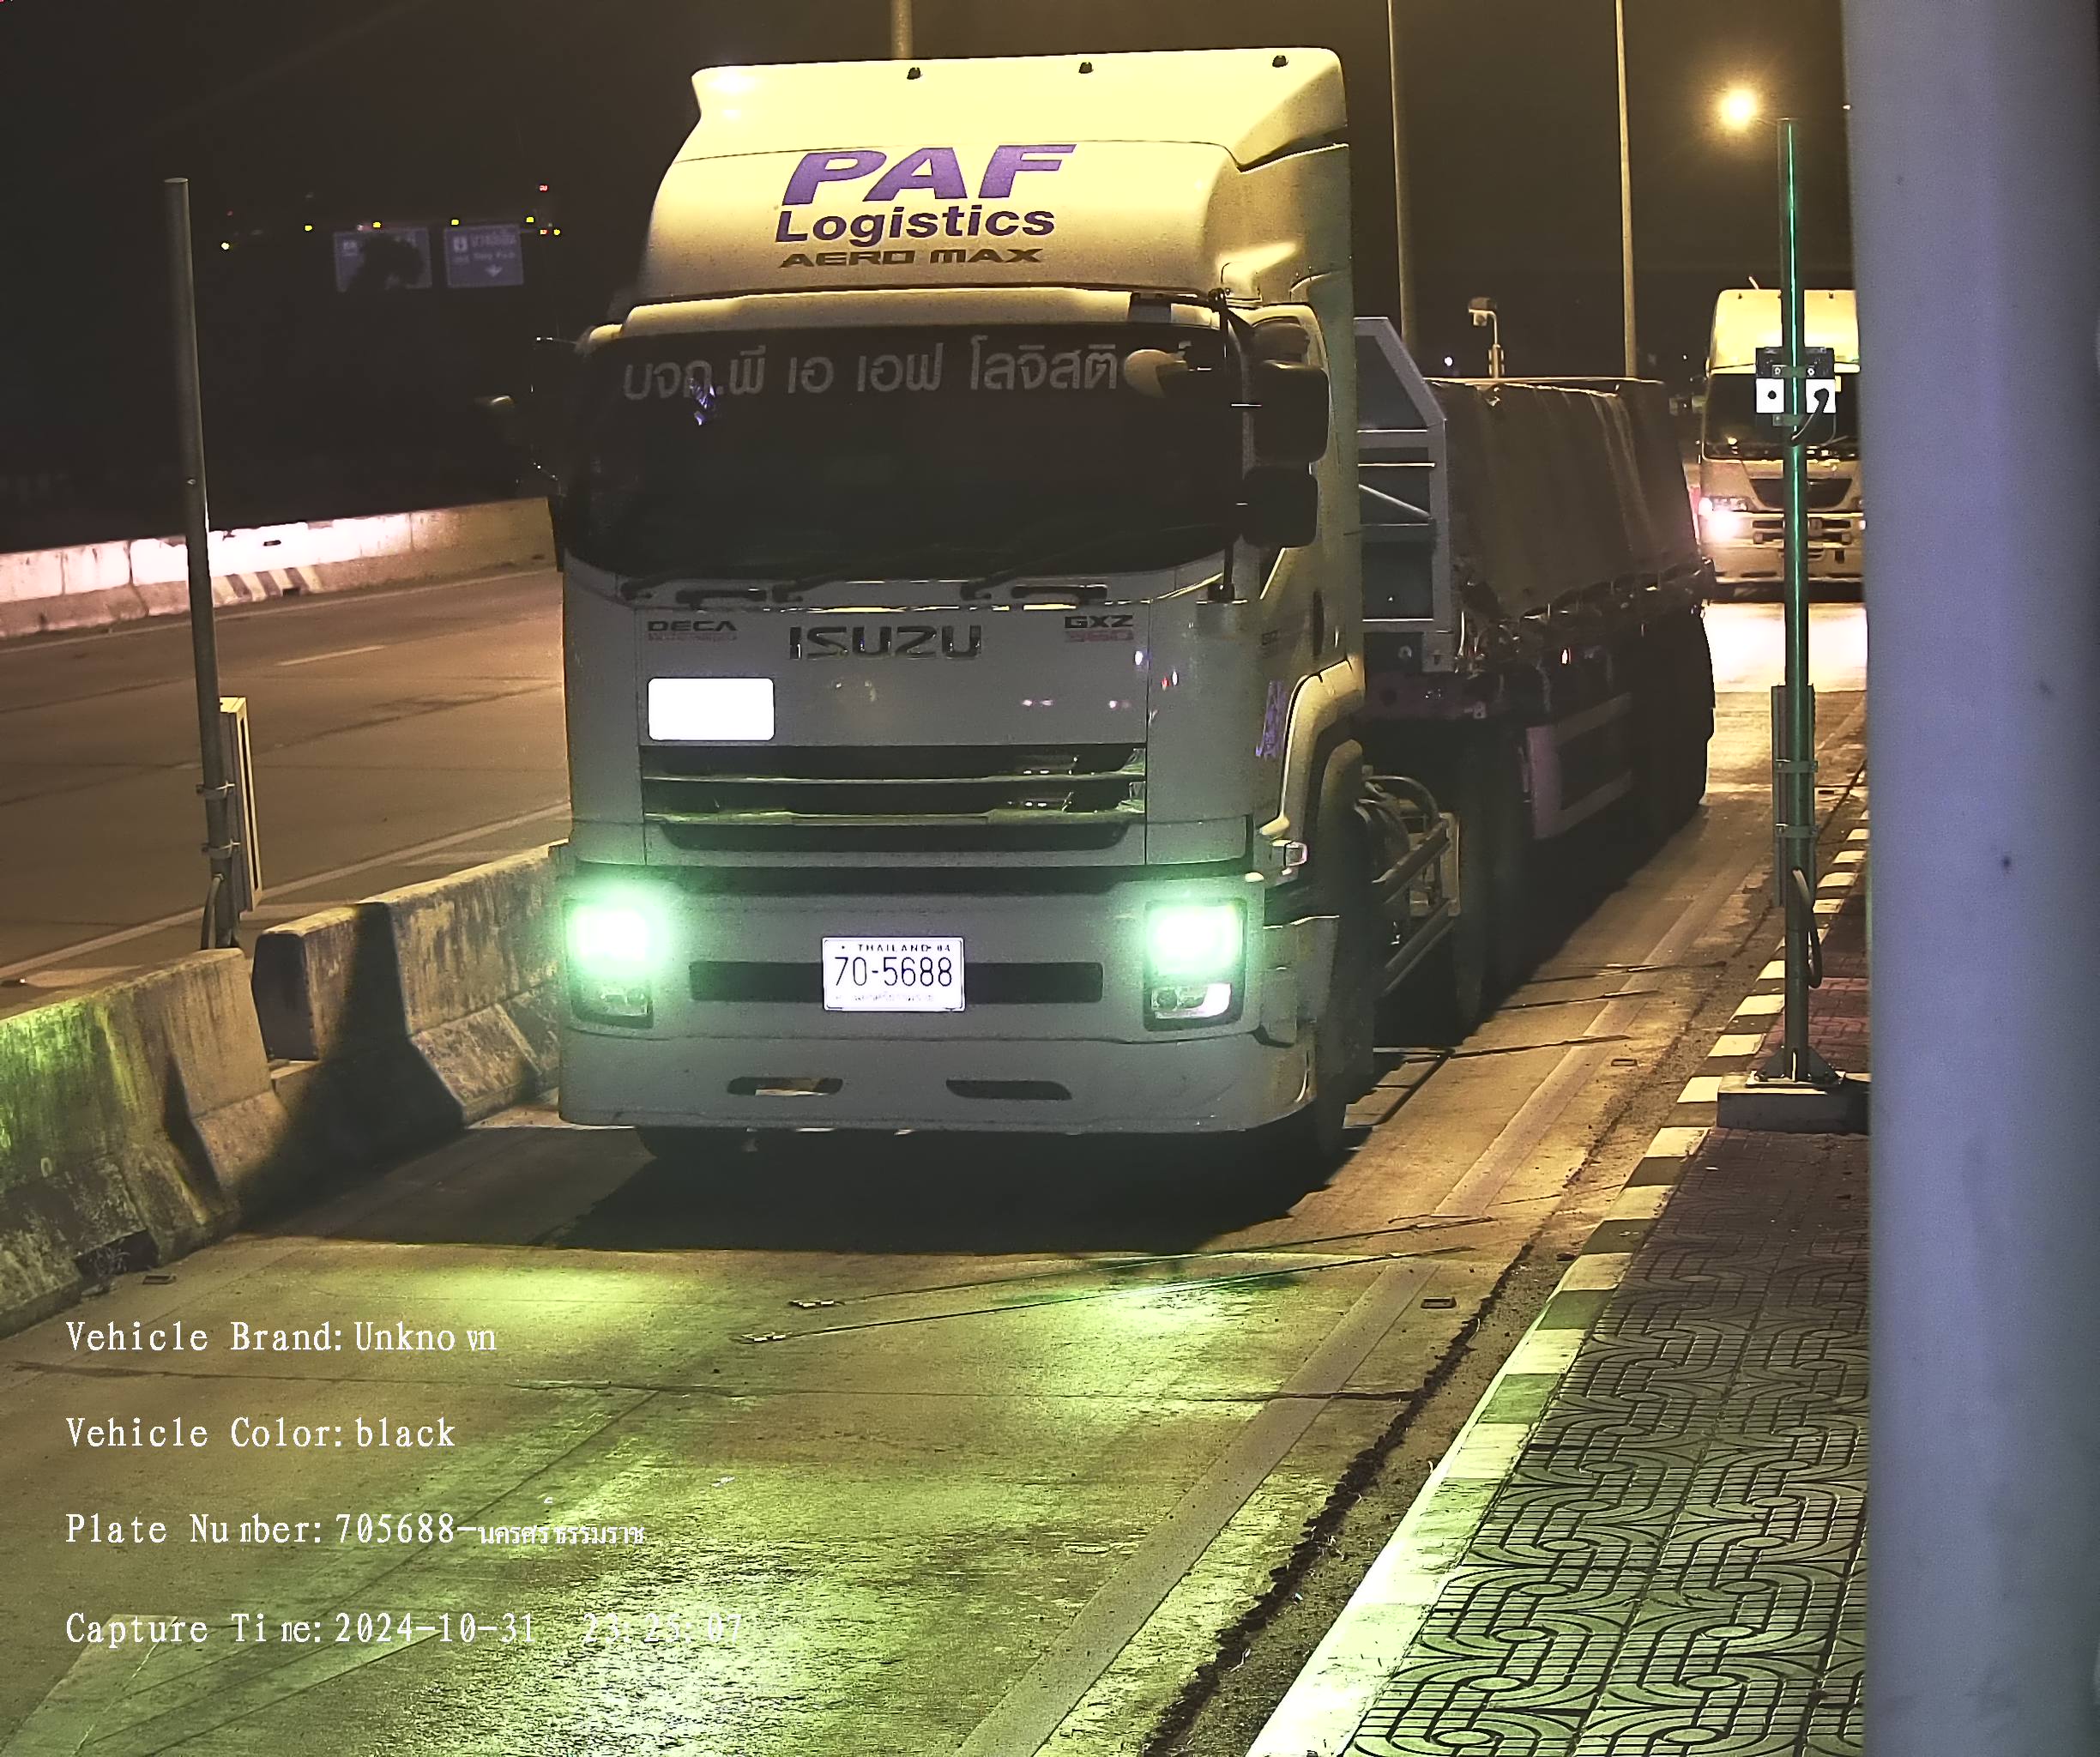 PAF
Logistics
AERO MAX
บจก.พี เอ เอฟ โลจิสติ
DECA
ISUZU
GXZ
360
THAILAND 84
70-5688
Vehicle Brand:Unknown
Vehicle Color:black
Plate Number:705688-นครศรีธรรมราช
Capture Time:2024-10-31 23:25:07